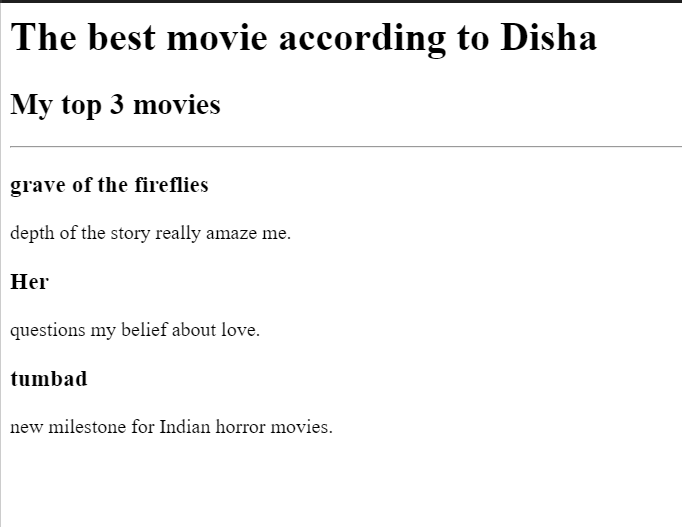 The best movie according to Disha
My top 3 movies
grave of the fireflies
depth of the story really amaze me.
Her
questions my belief about love.
tumbad
new milestone for Indian horror movies.